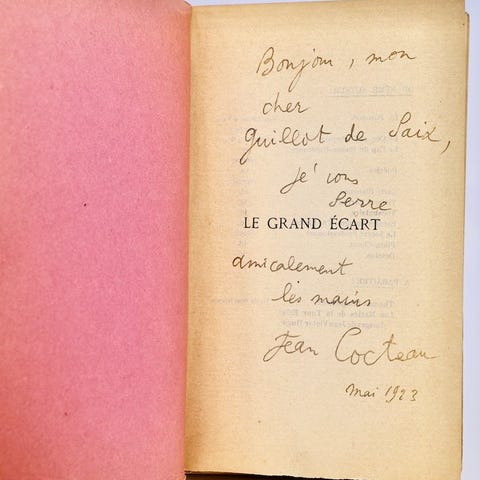 Bonjour, mon
cher
Guillot de Saix,
je vous
serre
LE GRAND ÉCART
amicalement
les mains
Jean Cocteau
mai 1923